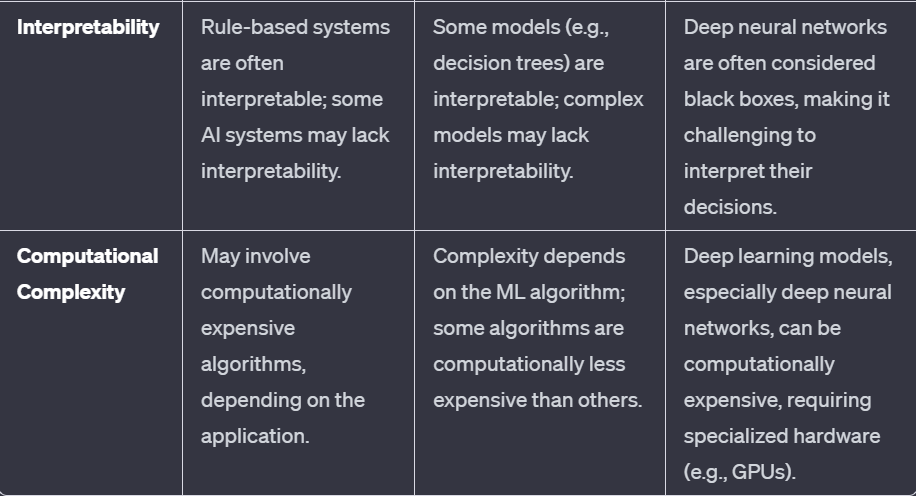 Interpretability
Rule-based systems
are often
interpretable; some
AI systems may lack
interpretability.
Some models (e.g.,
decision trees) are
interpretable; complex
models may lack
interpretability.
Deep neural networks
are often considered
black boxes, making it
challenging to
interpret their
decisions.
Computational
Complexity
May involve
computationally
expensive
algorithms,
depending on the
application.
Complexity depends
on the ML algorithm;
some algorithms are
computationally less
expensive than others.
Deep learning models,
especially deep neural
networks, can be
computationally
expensive, requiring
specialized hardware
(e.g., GPUs).